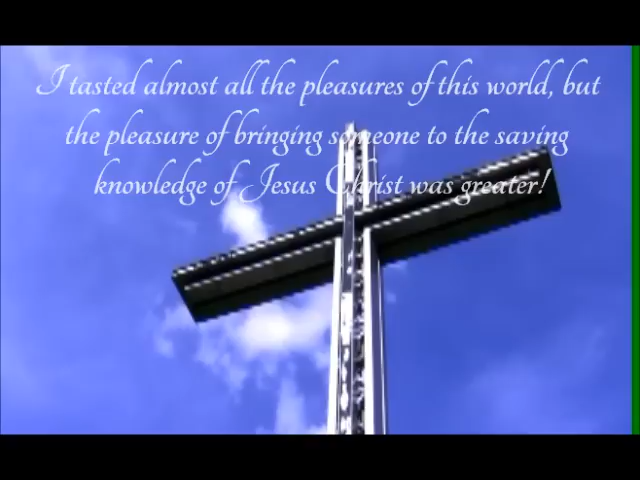 I tasted almost all the pleasures of this world, but
the pleasure of bringing someone to the saving
knowledge of Jesus Christ was greater!